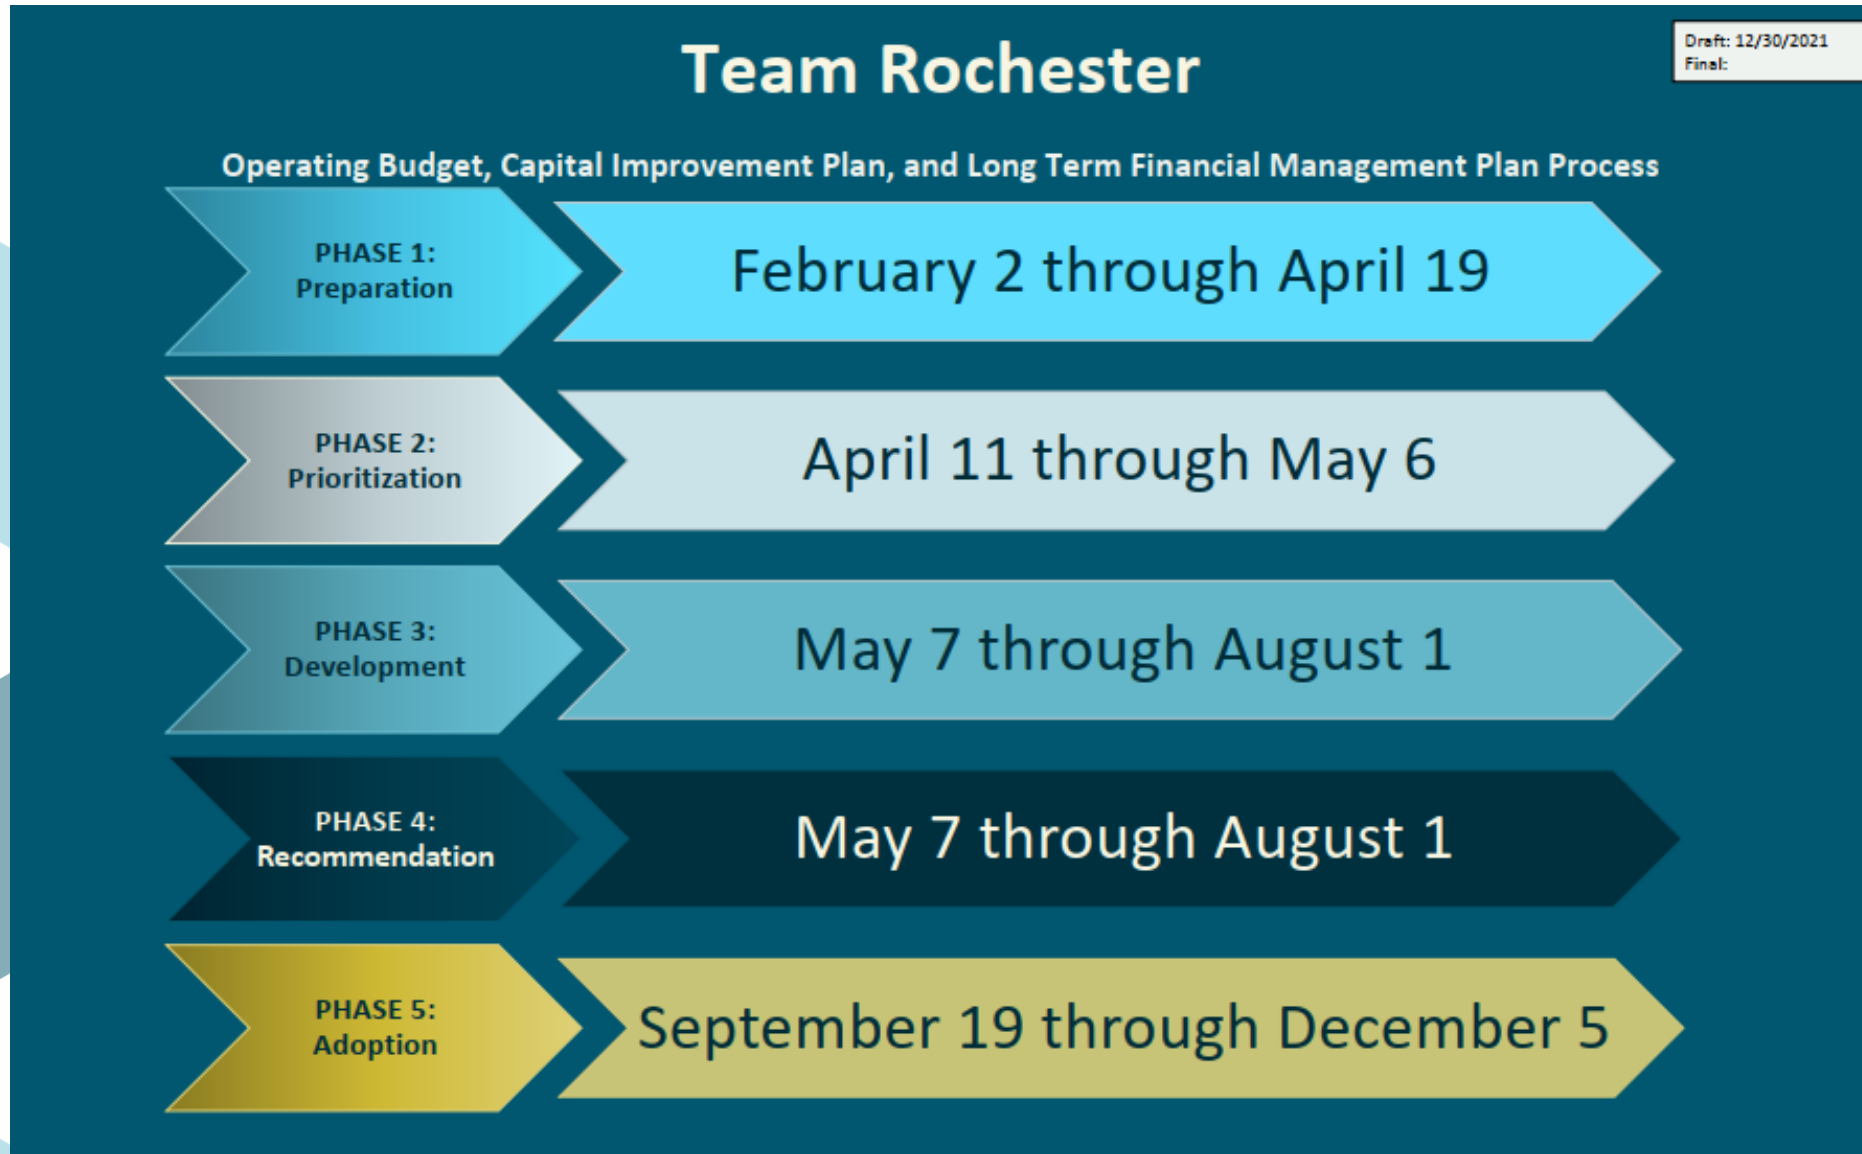 Team Rochester
Draft: 12/30/2021
Final:
Operating Budget, Capital Improvement Plan, and Long Term Financial Management Plan Process
PHASE 1:
Preparation
February 2 through April 19
PHASE 2:
Prioritization
April 11 through May 6
PHASE 3:
Development
May 7 through August 1
PHASE 4:
Recommendation
May 7 through August 1
PHASE 5:
Adoption
September 19 through December 5